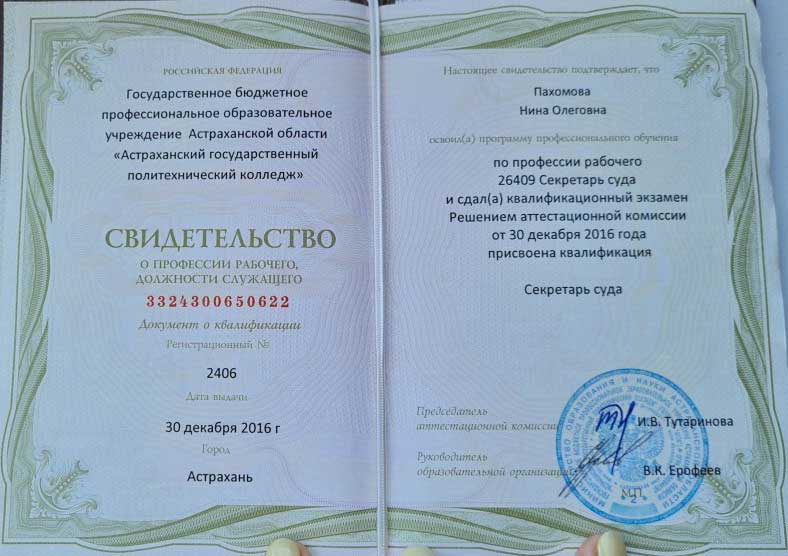 РОССИЙСКАЯ ФЕДЕРАЦИЯ
Государственное бюджетное
профессиональное образовательное
учреждение Астраханской области
«Астраханский государственный
политехнический колледж»
СВИДЕТЕЛЬСТВО
О ПРОФЕССИИ РАБОЧЕГО,
ДОЛЖНОСТИ СЛУЖАЩЕГО
3324300650622
Документ о квалификации
Регистрационный №
2406
Дата выдачи
30 декабря 2016 г
Город
Астрахань
Настоящее свидетельство подтверждает, что
Пахомова
Нина Олеговна
освоил(а) программу профессионального обучения
по профессии рабочего
26409 Секретарь суда
и сдал(а) квалификационный экзамен
Решением аттестационной комиссии
от 30 декабря 2016 года
присвоена квалификация
Секретарь суда
Председатель
аттестационной комиссии
И.В. Тутаринова
Руководитель
образовательной организации
В.К. Ерофеев
М.П.